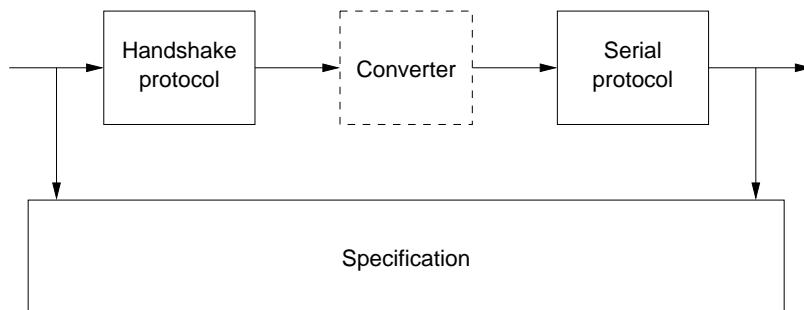 Handshake
protocol
Converter
Serial
protocol
Specification